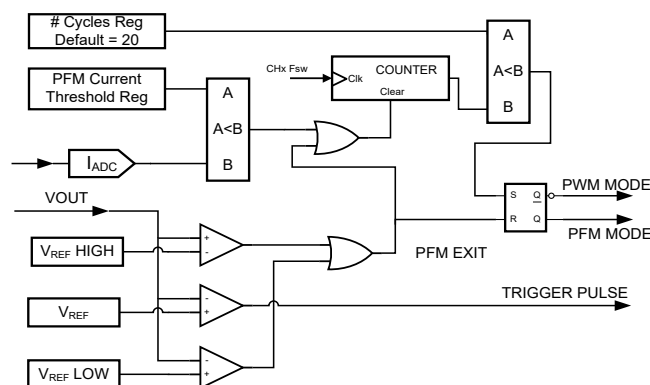 # Cycles Reg
Default = 20
A
A<B
B
PFM Current
Threshold Reg
A
A<B
B
CHx Fsw
COUNTER
Clk
Clear
IADC
VOUT
S Q
R Q
PWM MODE
PFM MODE
VREF HIGH
+
-
PFM EXIT
VREF
-
+
TRIGGER PULSE
VREF LOW
-
+